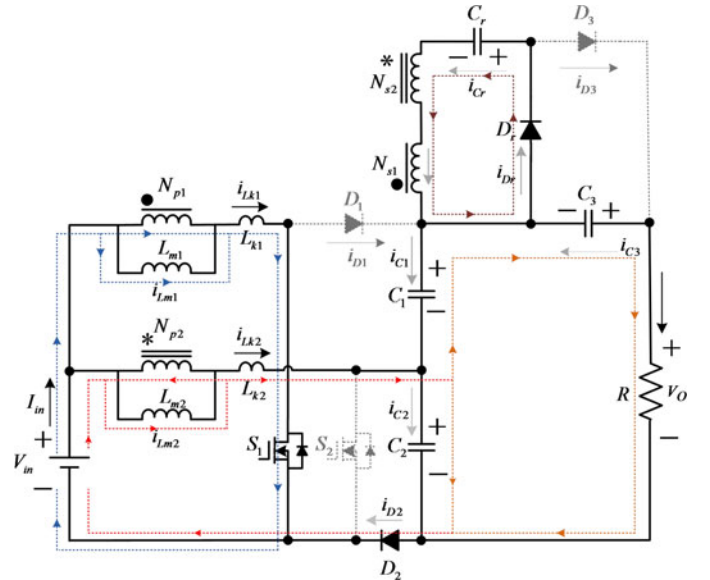 C_r
D_3
* − +
N_s2 i_Cr i_D3
D_r
N_s1
i_Dr
N_p1 i_Lk1 D_1 C_3
− +
L_k1 i_D1 i_C1 i_C3
L_m1 +
i_Lm1 C_1
N_p2 −
* i_Lk2
L_m2 L_k2 +
I_in i_C2 R V_O
i_Lm2 +
+ S_1 S_2 C_2 −
V_in −
− i_D2
D_2